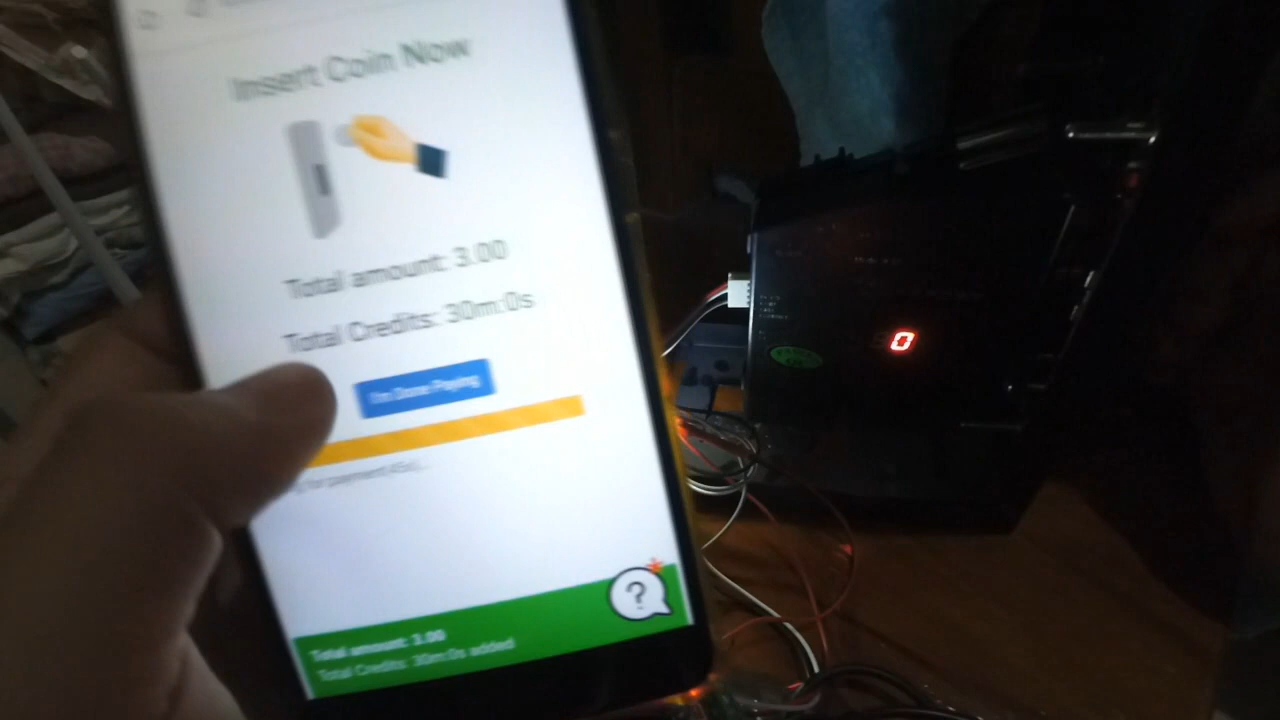 Insert Coin Now
Total amount: 3.00
Total Credits: 30m:0s
I'm Done Paying
0
?
Total amount: 3.00
Total Credits: 30m:0s added